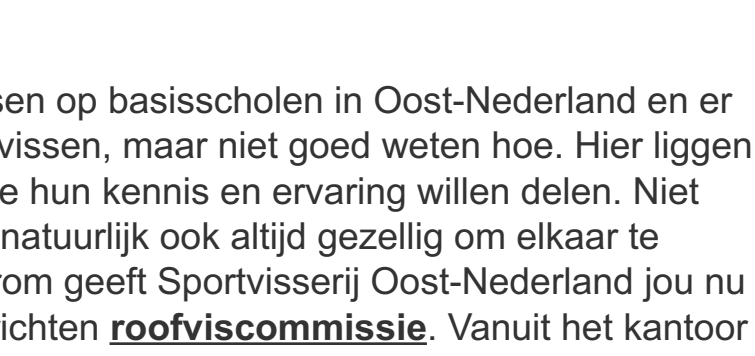 sen op basisscholen in Oost-Nederland en er
vissen, maar niet goed weten hoe. Hier liggen
e hun kennis en ervaring willen delen. Niet
natuurlijk ook altijd gezellig om elkaar te
rom geeft Sportvisserij Oost-Nederland jou nu
richten roofviscommissie. Vanuit het kantoor